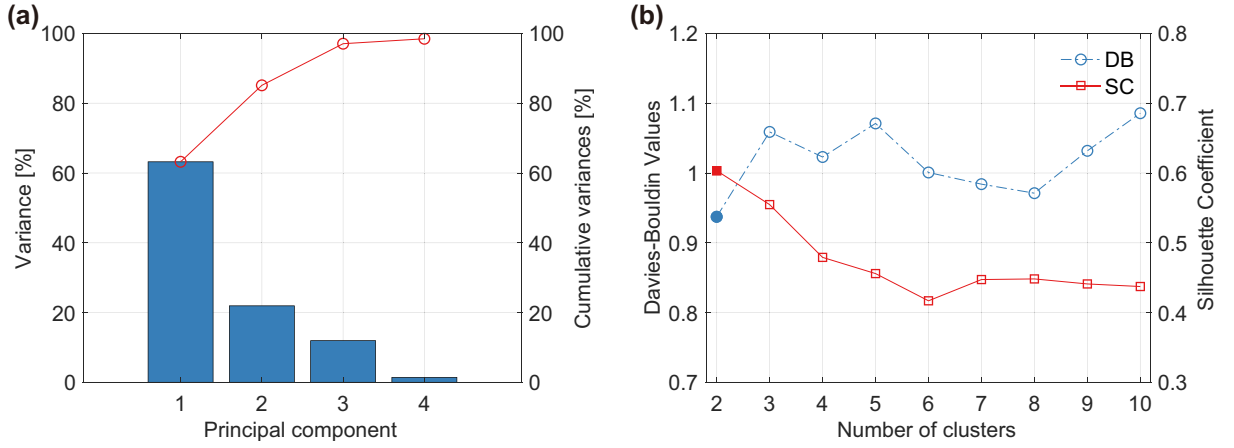 (a)
100
80
60
40
20
0
Variance [%]
100
80
60
40
20
0
Cumulative variances [%]
1 2 3 4
Principal component
(b)
1.2
1.1
1
0.9
0.8
0.7
Davies-Bouldin Values
DB
SC
0.8
0.7
0.6
0.5
0.4
0.3
Silhouette Coefficient
2 3 4 5 6 7 8 9 10
Number of clusters